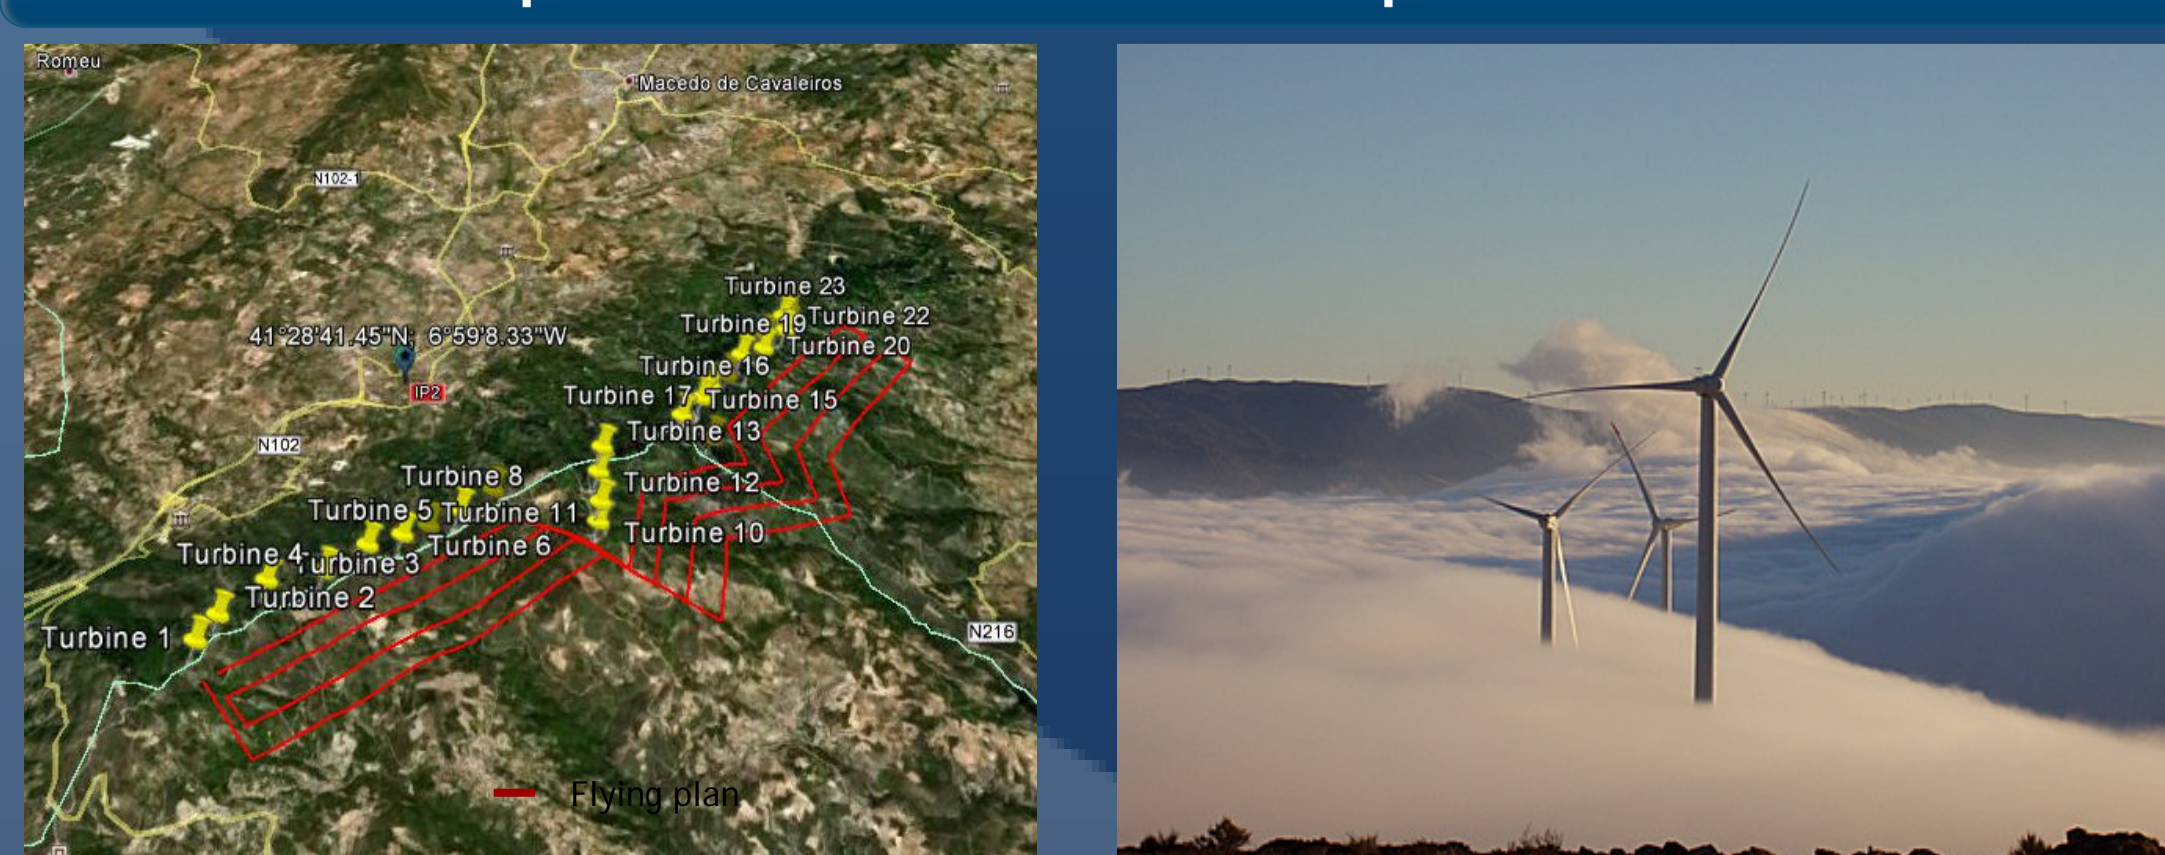 Romeu
Macedo de Cavaleiros
N102-1
Turbine 23
Turbine 19
Turbine 22
41°28'41.45"N;  6°59'8.33"W
Turbine 20
Turbine 16
IP2
Turbine 17
Turbine 15
Turbine 13
N102
Turbine 8
Turbine 12
Turbine 5
Turbine 11
Turbine 10
Turbine 6
Turbine 4
Turbine 3
Turbine 2
Turbine 1
N216
Flying plan